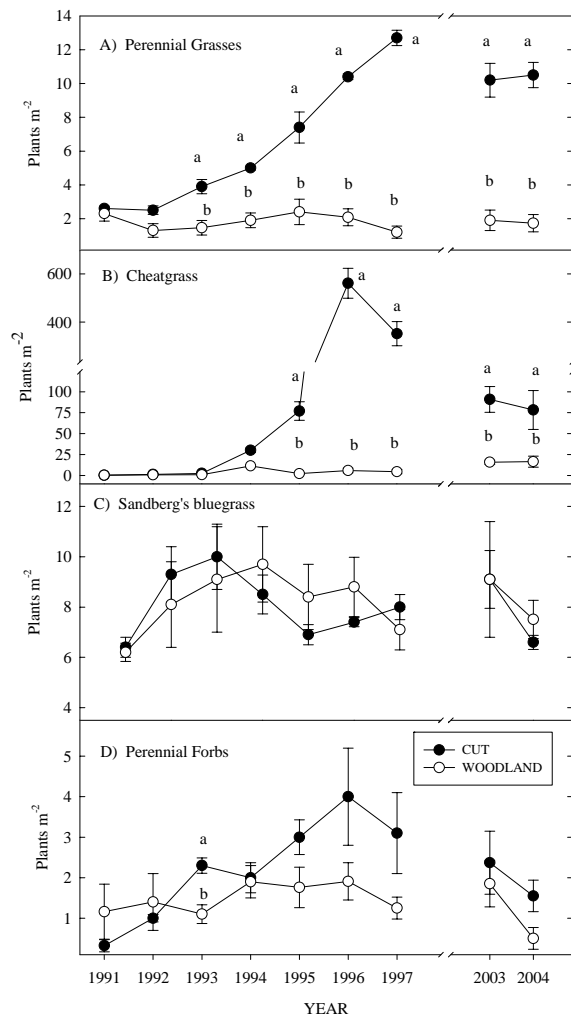 14
A) Perennial Grasses
12
10
8
6
4
2
Plants m-2
a a a a a a a
b b b b b b b
B) Cheatgrass
600
400
100
75
50
25
0
Plants m-2
a a a a a
b b b b b
C) Sandberg's bluegrass
12
10
8
6
4
Plants m-2
D) Perennial Forbs
CUT
WOODLAND
5
4
3
2
1
Plants m-2
a
b
1991 1992 1993 1994 1995 1996 1997 2003 2004
YEAR